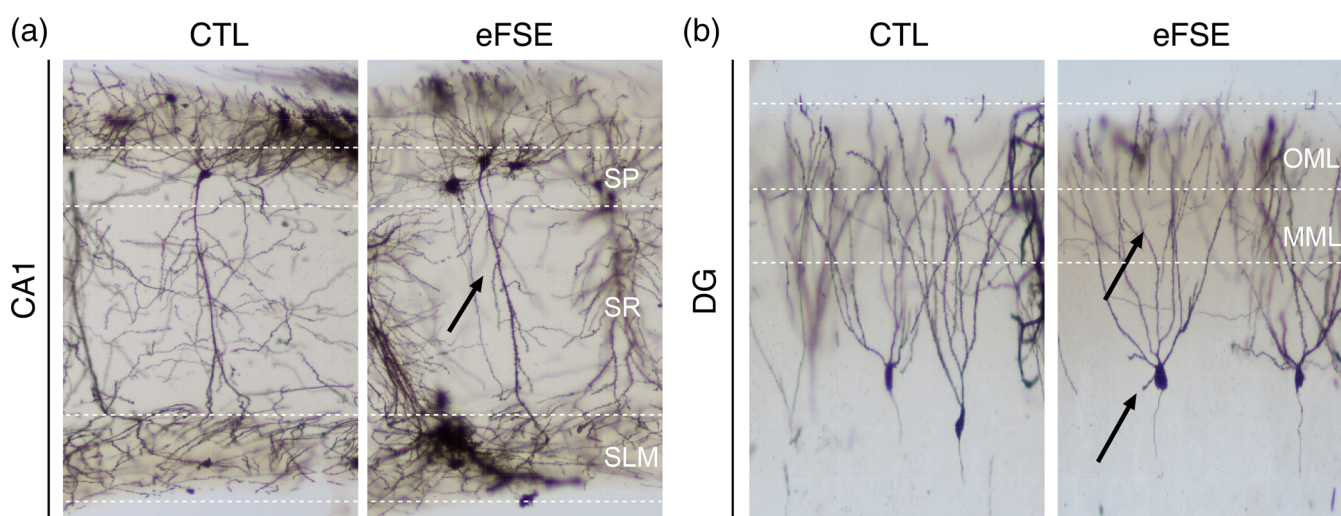 (a)
CTL
eFSE
CA1
SP
SR
SLM
(b)
CTL
eFSE
DG
OML
MML